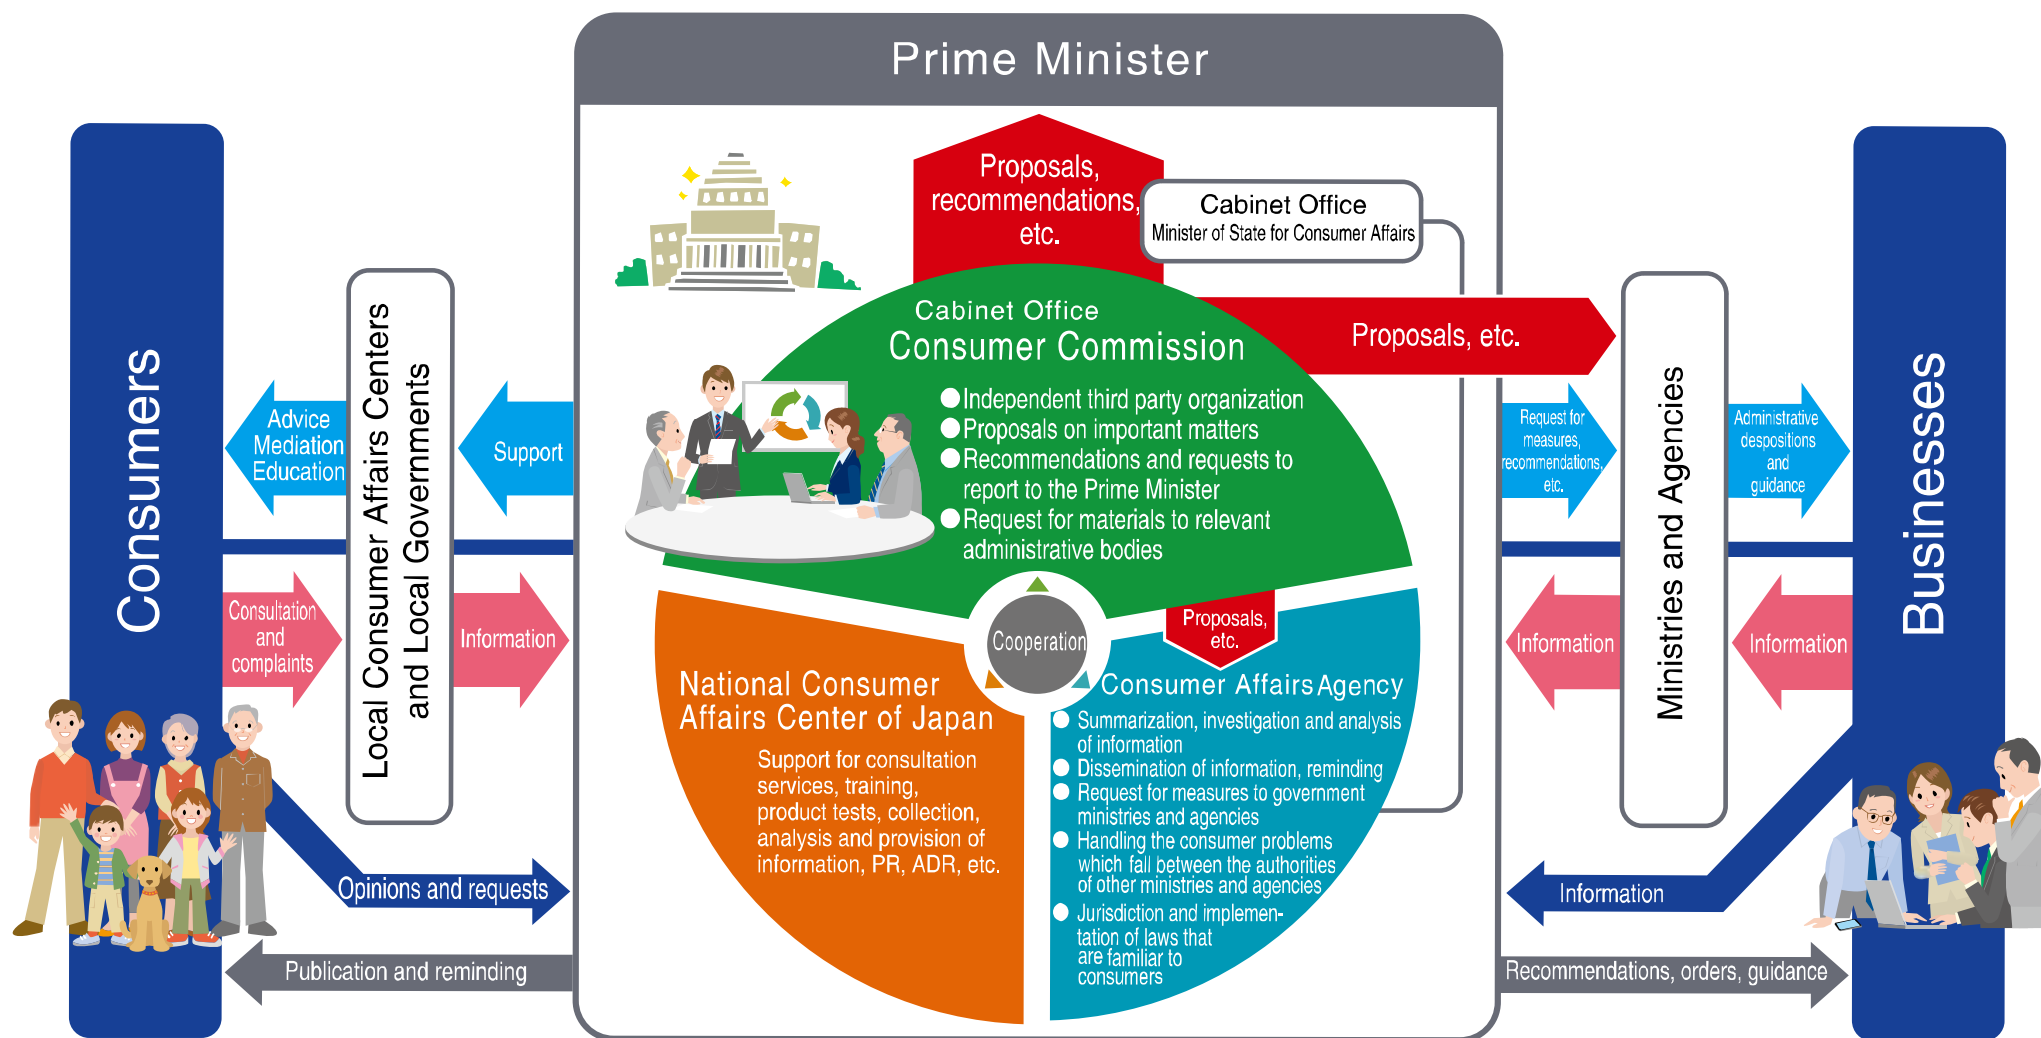 Prime Minister
Proposals,
recommendations,
etc.
Cabinet Office
Minister of State for Consumer Affairs
Cabinet Office
Consumer Commission
Independent third party organization
Proposals on important matters
Recommendations and requests to
report to the Prime Minister
Request for materials to relevant
administrative bodies
Proposals, etc.
Cooperation
Proposals,
etc.
National Consumer
Affairs Center of Japan
Support for consultation
services, training,
product tests, collection,
analysis and provision of
information, PR, ADR, etc.
Consumer Affairs Agency
Summarization, investigation and analysis
of information
Dissemination of information, reminding
Request for measures to government
ministries and agencies
Handling the consumer problems
which fall between the authorities
of other ministries and agencies
Jurisdiction and implemen-
tation of laws that
are familiar to
consumers
Consumers
Advice
Mediation
Education
Local Consumer Affairs Centers
and Local Governments
Support
Consultation
and
complaints
Information
Opinions and requests
Publication and reminding
Request for
measures,
recommendations,
etc.
Ministries and Agencies
Administrative
despositions
and
guidance
Businesses
Information
Information
Information
Recommendations, orders, guidance